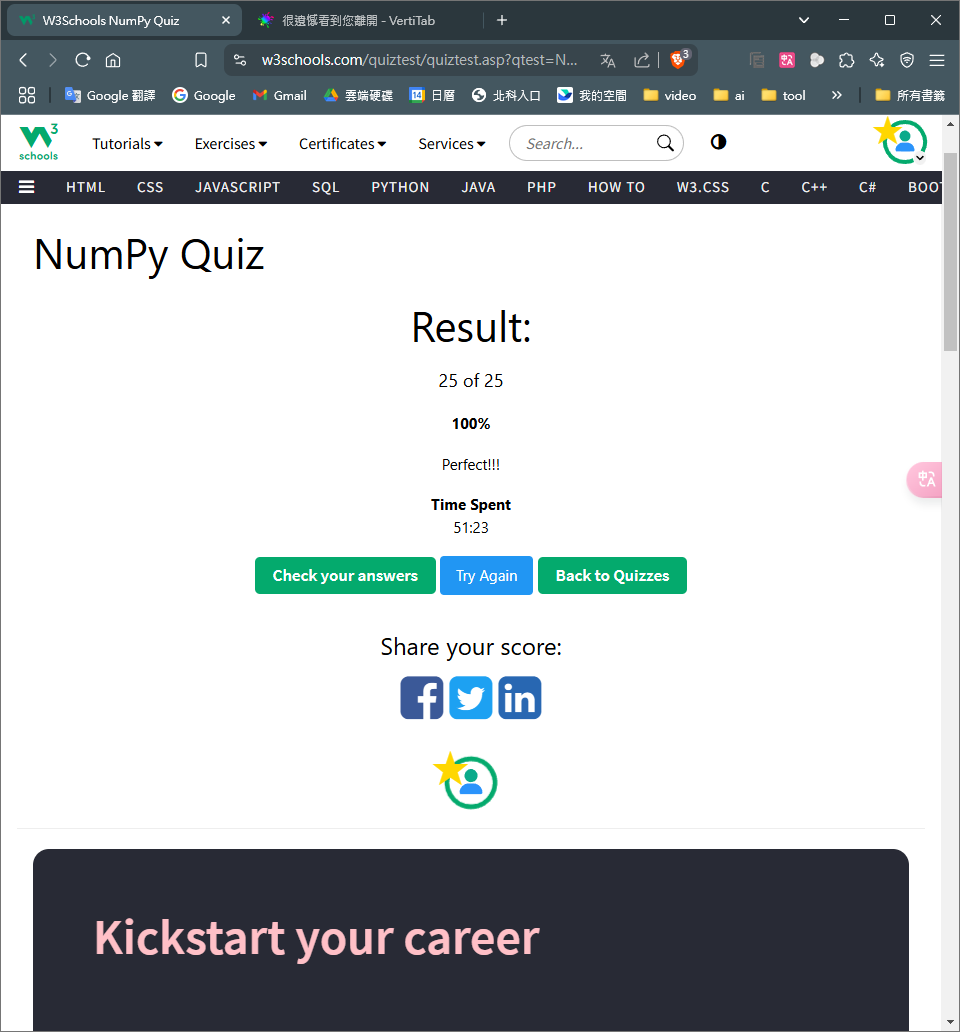 W3Schools NumPy Quiz
很遺憾看到您離開 - VertiTab
w3schools.com/quiztest/quiztest.asp?qtest=N...
3
Google 翻譯
Google
Gmail
雲端硬碟
14
日曆
北科入口
我的空間
video
ai
tool
所有書籤
W3
schools
Tutorials
Exercises
Certificates
Services
Search...
HTML
CSS
JAVASCRIPT
SQL
PYTHON
JAVA
PHP
HOW TO
W3.CSS
C
C++
C#
BOOT
NumPy Quiz
Result:
25 of 25
100%
Perfect!!!
Time Spent
51:23
Check your answers
Try Again
Back to Quizzes
Share your score:
Kickstart your career